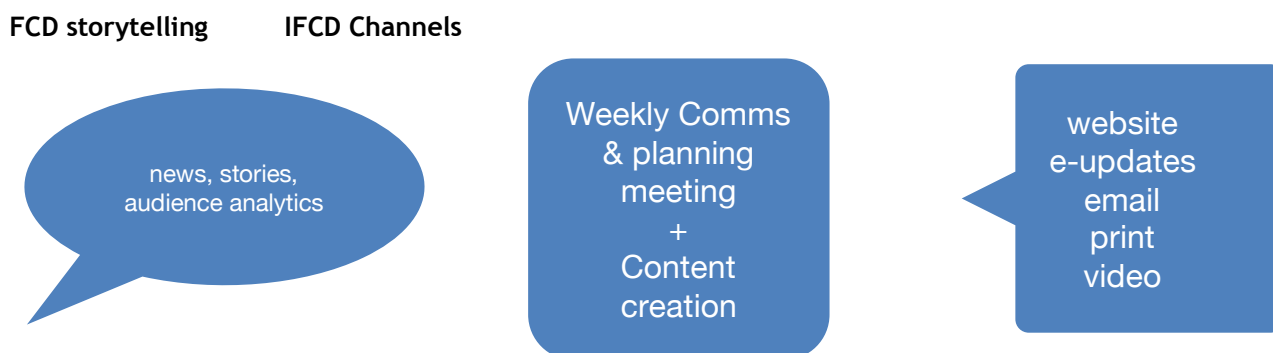 FCD storytelling IFCD Channels
news, stories,
audience analytics
Weekly Comms
& planning
meeting
+
Content
creation
website
e-updates
email
print
video